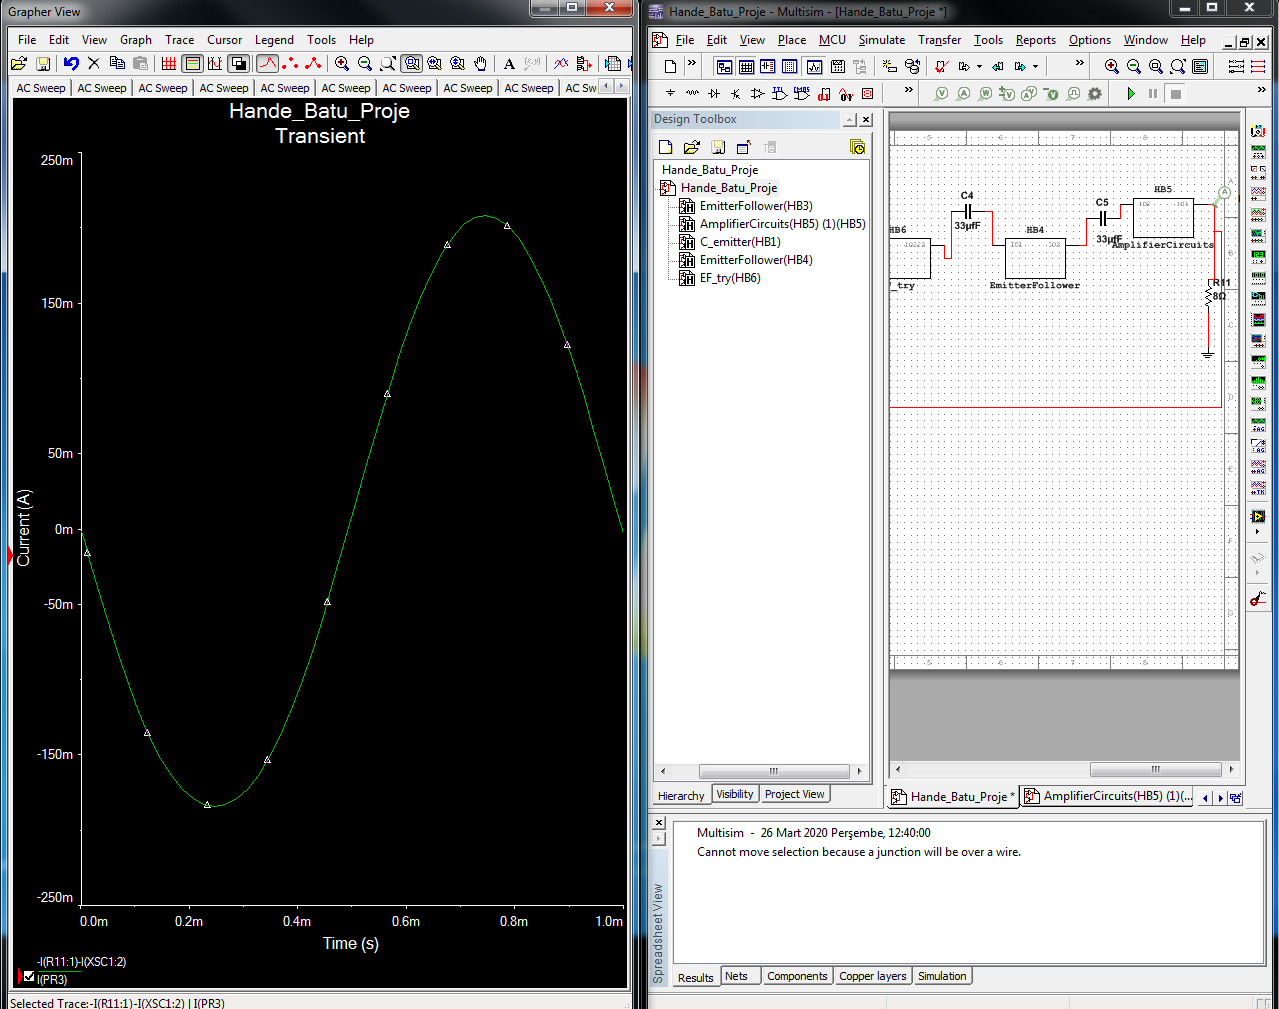 Grapher View
File Edit View Graph Trace Cursor Legend Tools Help
AC Sweep AC Sweep AC Sweep AC Sweep AC Sweep AC Sweep AC Sweep AC Sweep AC Sweep AC Sw
Hande_Batu_Proje
Transient
250m
150m
50m
0m
-50m
-150m
-250m
Current (A)
0.0m 0.2m 0.4m 0.6m 0.8m 1.0m
Time (s)
-I(R11:1)-I(XSC1:2)
I(PR3)
Selected Trace:-I(R11:1)-I(XSC1:2) | I(PR3)
Hande_Batu_Proje - Multisim - [Hande_Batu_Proje *]
File Edit View Place MCU Simulate Transfer Tools Reports Options Window Help
Design Toolbox
Hande_Batu_Proje
Hande_Batu_Proje
EmitterFollower(HB3)
AmplifierCircuits(HB5) (1)(HB5)
C_emitter(HB1)
EmitterFollower(HB4)
EF_try(HB6)
Hierarchy Visibility Project View
HB5
C4
C5
33µfF
33µfF
HB6
HB4
IO2 IO1
AmplifierCircuits
_try
EmitterFollower
R11
8Ω
Hande_Batu_Proje * AmplifierCircuits(HB5) (1)(...
Spreadsheet View
Multisim - 26 Mart 2020 Perşembe, 12:40:00
Cannot move selection because a junction will be over a wire.
Results Nets Components Copper layers Simulation